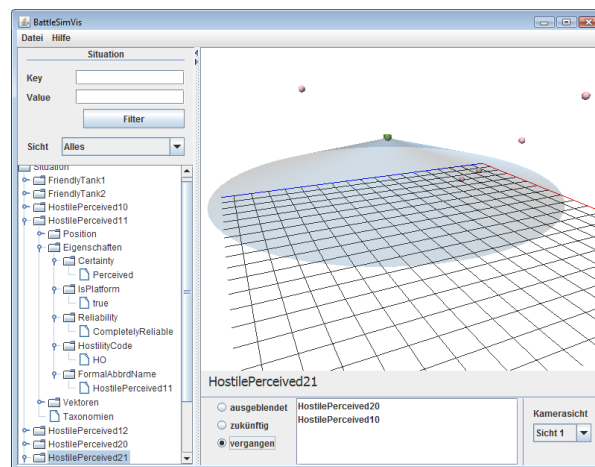 BattleSimVis
Datei Hilfe
Situation
Key
Value
Filter
Sicht Alles
Situation
FriendlyTank1
FriendlyTank2
HostilePerceived10
HostilePerceived11
Position
Eigenschaften
Certainty
Perceived
IsPlatform
true
Reliability
CompletelyReliable
HostilityCode
HO
FormalAbbrdName
HostilePerceived11
Vektoren
Taxonomien
HostilePerceived12
HostilePerceived20
HostilePerceived21
HostilePerceived21
ausgeblendet
zukünftig
vergangen
HostilePerceived20
HostilePerceived10
Kamerasicht
Sicht 1